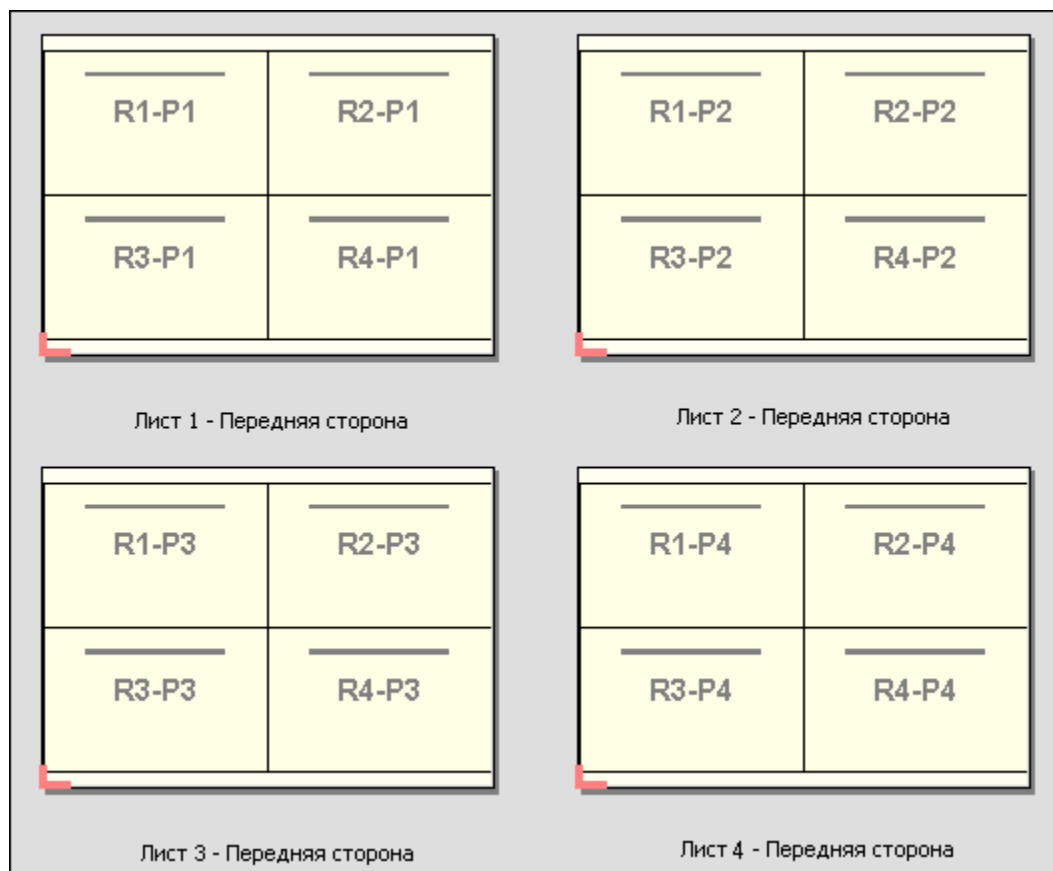 R1-P1 R2-P1
R3-P1 R4-P1
Лист 1 - Передняя сторона
R1-P2 R2-P2
R3-P2 R4-P2
Лист 2 - Передняя сторона
R1-P3 R2-P3
R3-P3 R4-P3
Лист 3 - Передняя сторона
R1-P4 R2-P4
R3-P4 R4-P4
Лист 4 - Передняя сторона